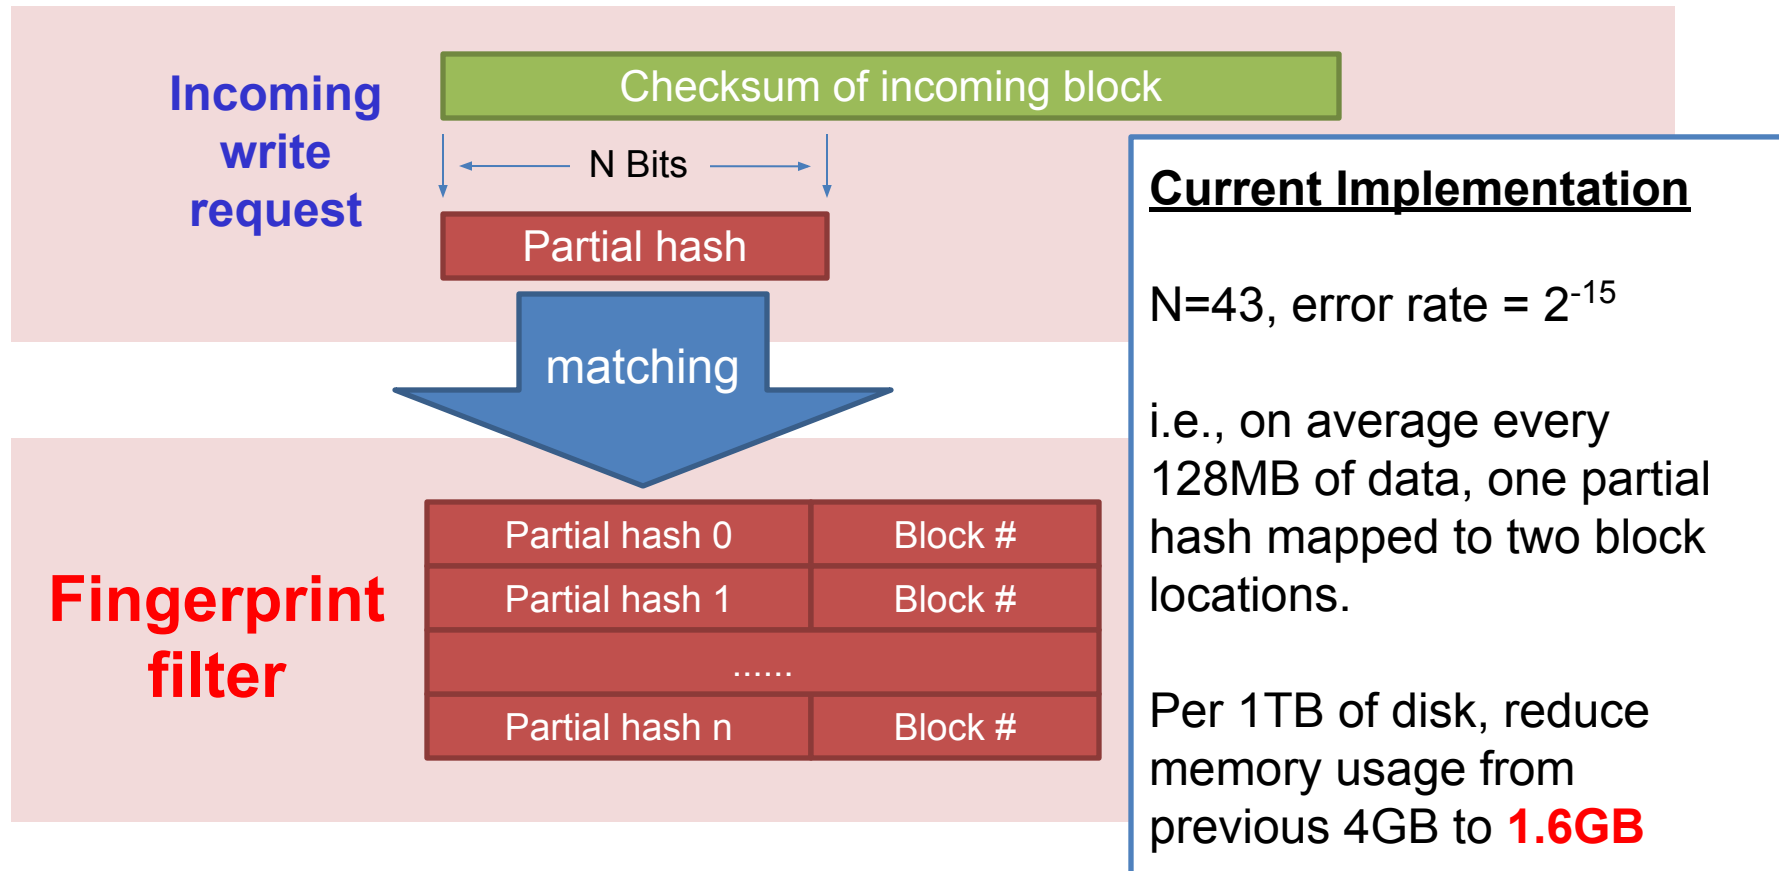 Incoming
write
request
Checksum of incoming block
N Bits
Partial hash
matching
Fingerprint
filter
Partial hash 0 Block #
Partial hash 1 Block #
......
Partial hash n Block #
Current Implementation
N=43, error rate = 2⁻¹⁵
i.e., on average every
128MB of data, one partial
hash mapped to two block
locations.
Per 1TB of disk, reduce
memory usage from
previous 4GB to 1.6GB